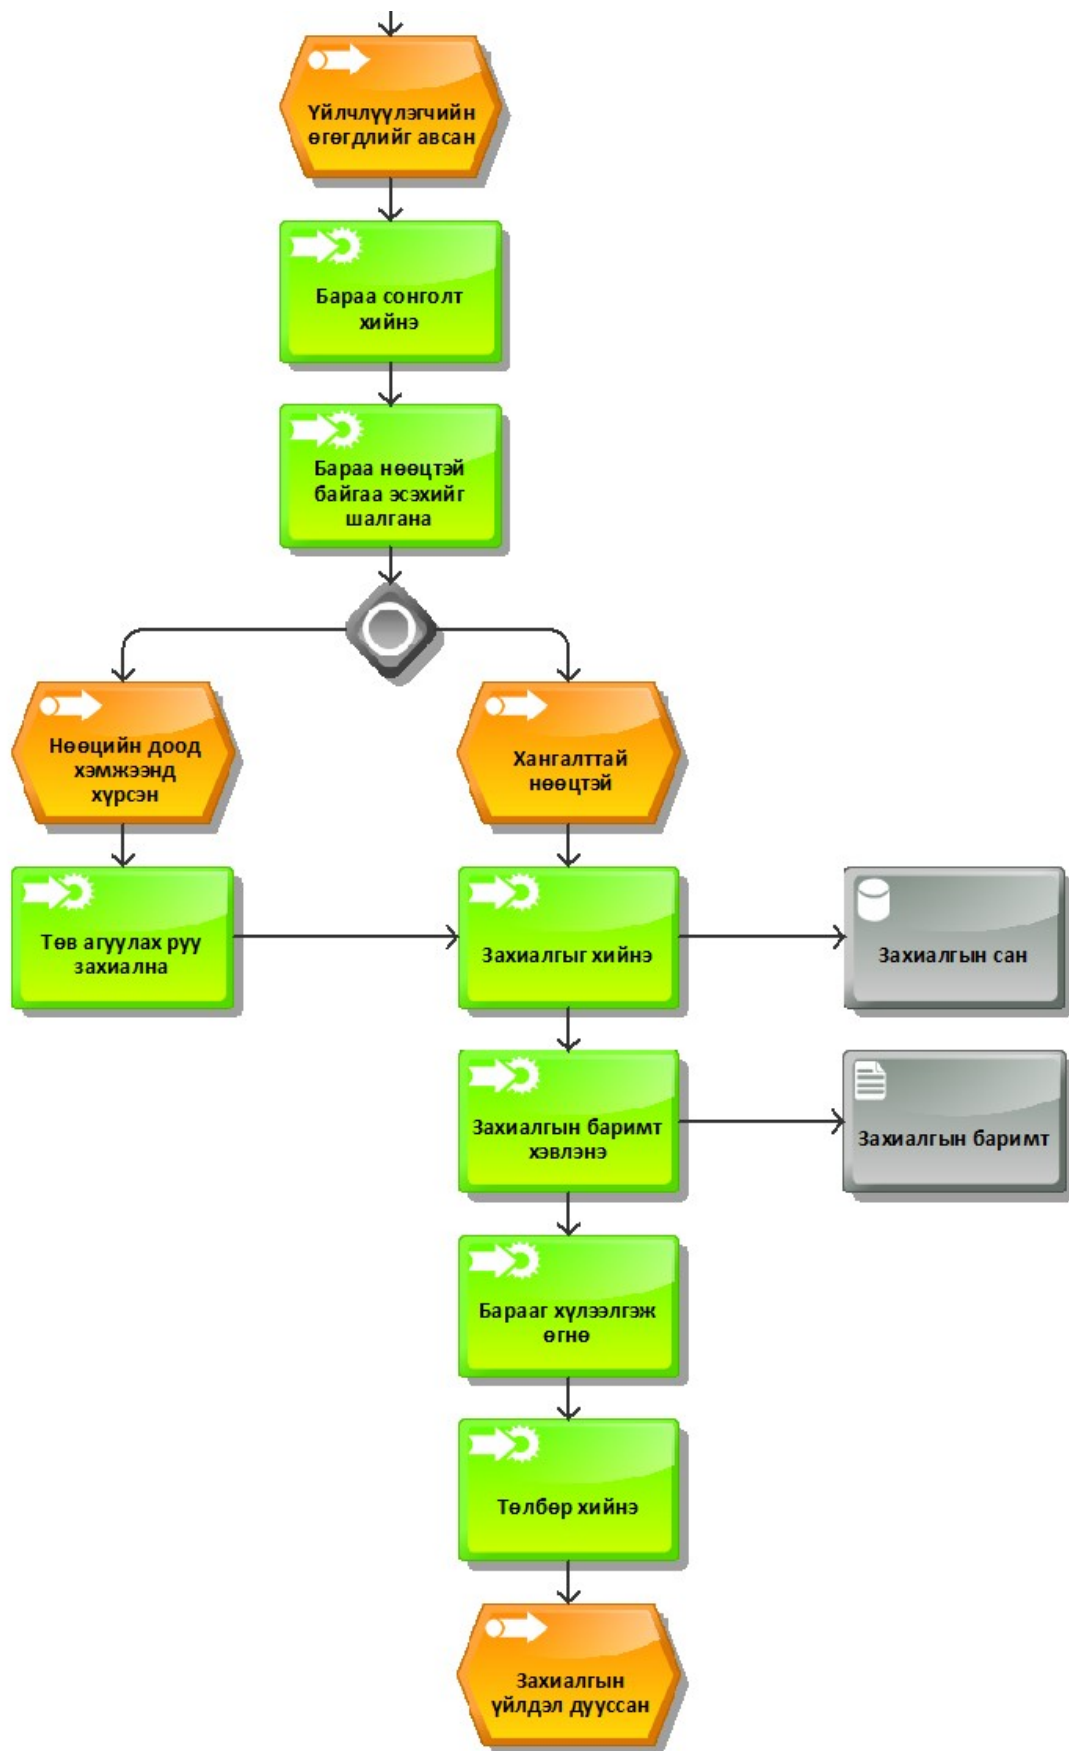 Үйлчлүүлэгчийн
өгөгдлийг авсан
Бараа сонголт
хийнэ
Бараа нөөцтэй
байгаа эсэхийг
шалгана
Нөөцийн доод
хэмжээнд
хүрсэн
Хангалттай
нөөцтэй
Төв агуулах руу
захиална
Захиалгыг хийнэ
Захиалгын сан
Захиалгын баримт
хэвлэнэ
Захиалгын баримт
Барааг хүлээлгэж
өгнө
Төлбөр хийнэ
Захиалгын
үйлдэл дууссан